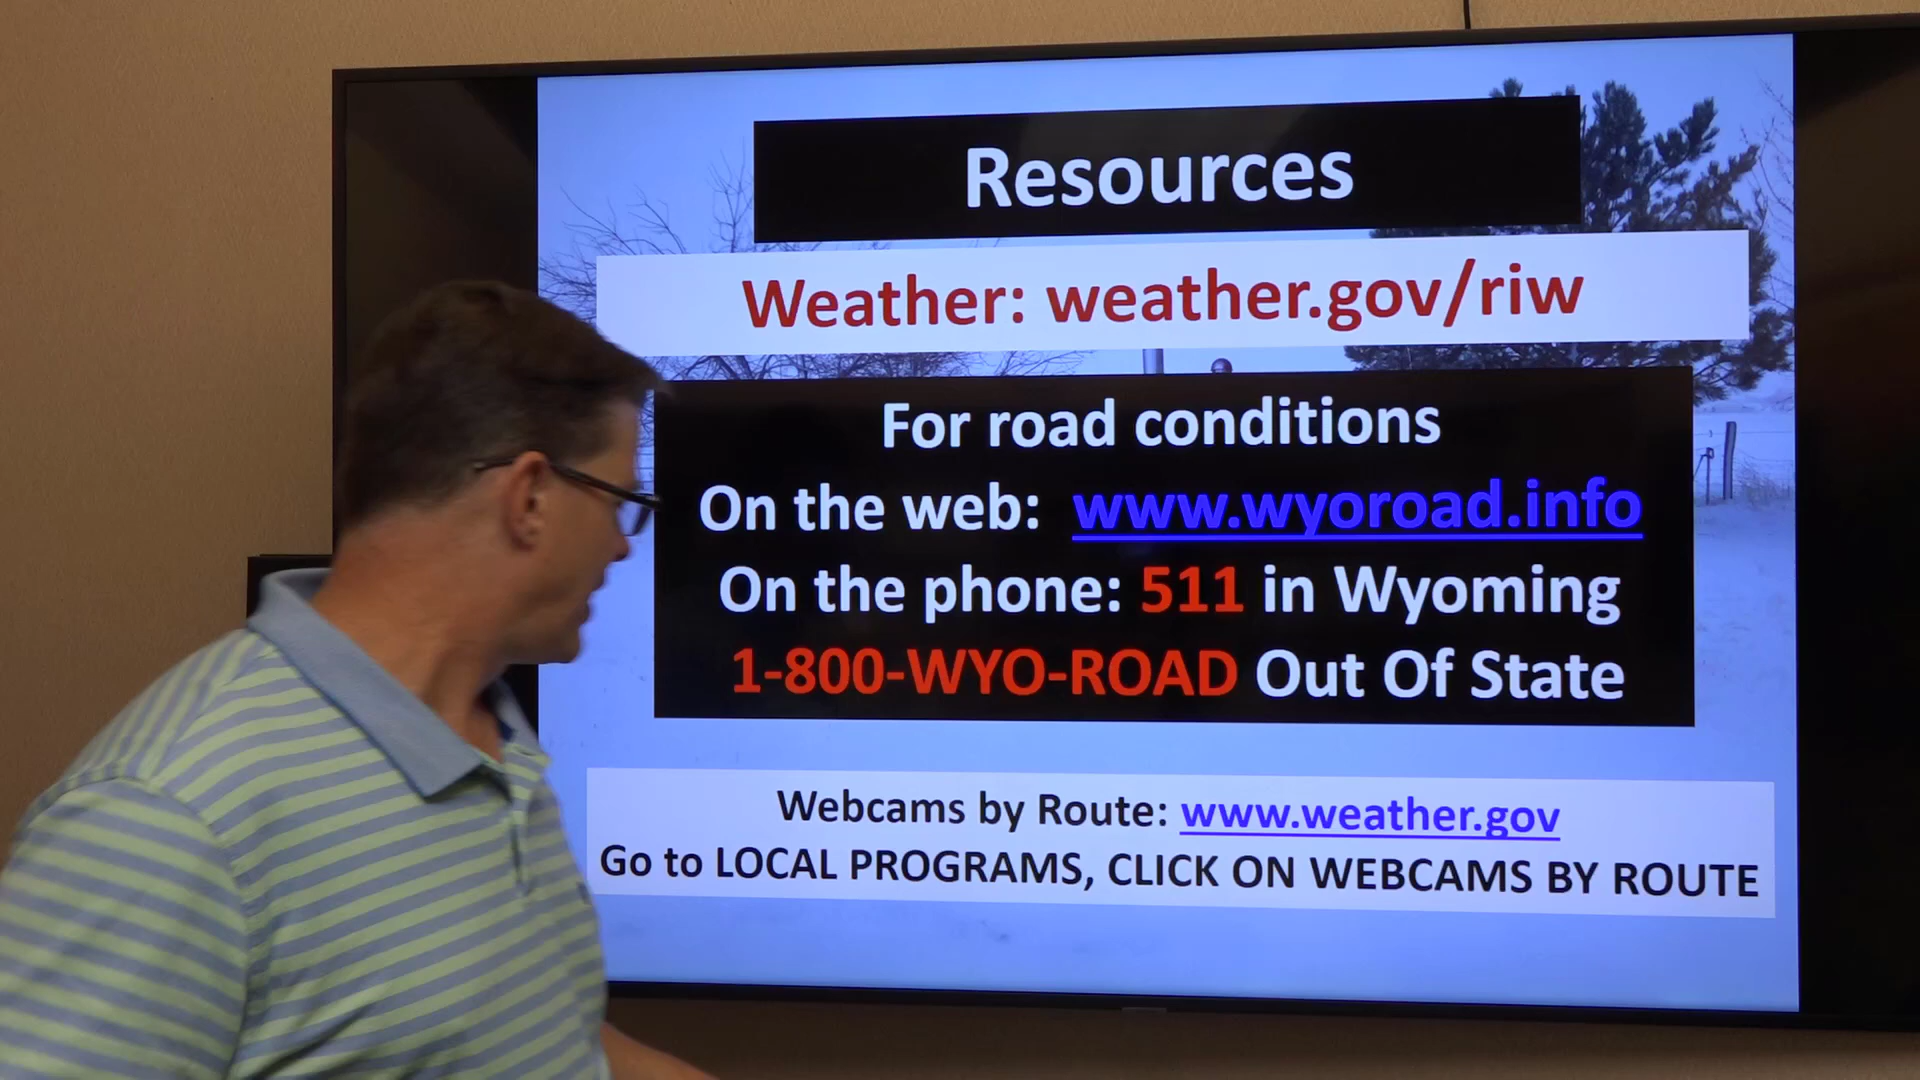 Resources
Weather: weather.gov/riw
For road conditions
On the web: www.wyoroad.info
On the phone: 511 in Wyoming
1-800-WYO-ROAD Out Of State
Webcams by Route: www.weather.gov
Go to LOCAL PROGRAMS, CLICK ON WEBCAMS BY ROUTE